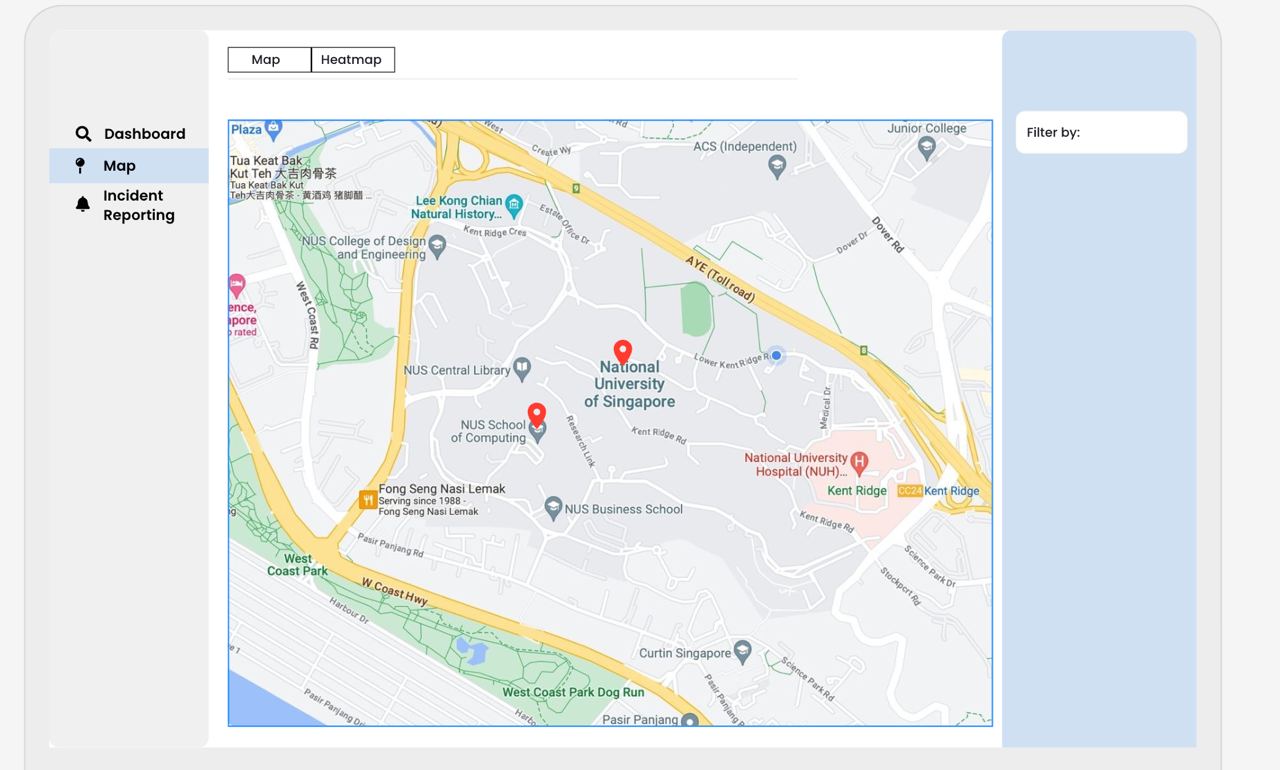 Map
Heatmap
Filter by:
Dashboard
Map
Incident
Reporting
Plaza
Tua Keat Bak
Kut Teh 大吉肉骨茶
Tua Keat Bak Kut
Teh大吉肉骨茶 · 黄酒鸡 猪脚醋 ...
West
Create Wy
9
ACS (Independent)
Junior College
Lee Kong Chian
Natural History...
Estate Office Dr
Kent Ridge Cres
NUS College of Design
and Engineering
Dover Rd
Dover Dr
AYE (Toll road)
ence,
apore
rated
West Coast Rd
8
Lower Kent Ridge R
NUS Central Library
National
University
of Singapore
Medical Dr
NUS School
of Computing
Research Link
Kent Ridge Rd
National University
Hospital (NUH)...
H
Kent Ridge
CC24
Kent Ridge
Fong Seng Nasi Lemak
Serving since 1988 -
Fong Seng Nasi Lemak
NUS Business School
Kent Ridge Rd
Pasir Panjang Rd
West
Coast Park
W Coast Hwy
Science Park Dr
Stockport Rd
Harbour Dr
Curtin Singapore
Science Park Rd
e 1
West Coast Park Dog Run
Pasir Panjang Rd
Pasir Panjang Dr
Harbo
Pasir Panjang